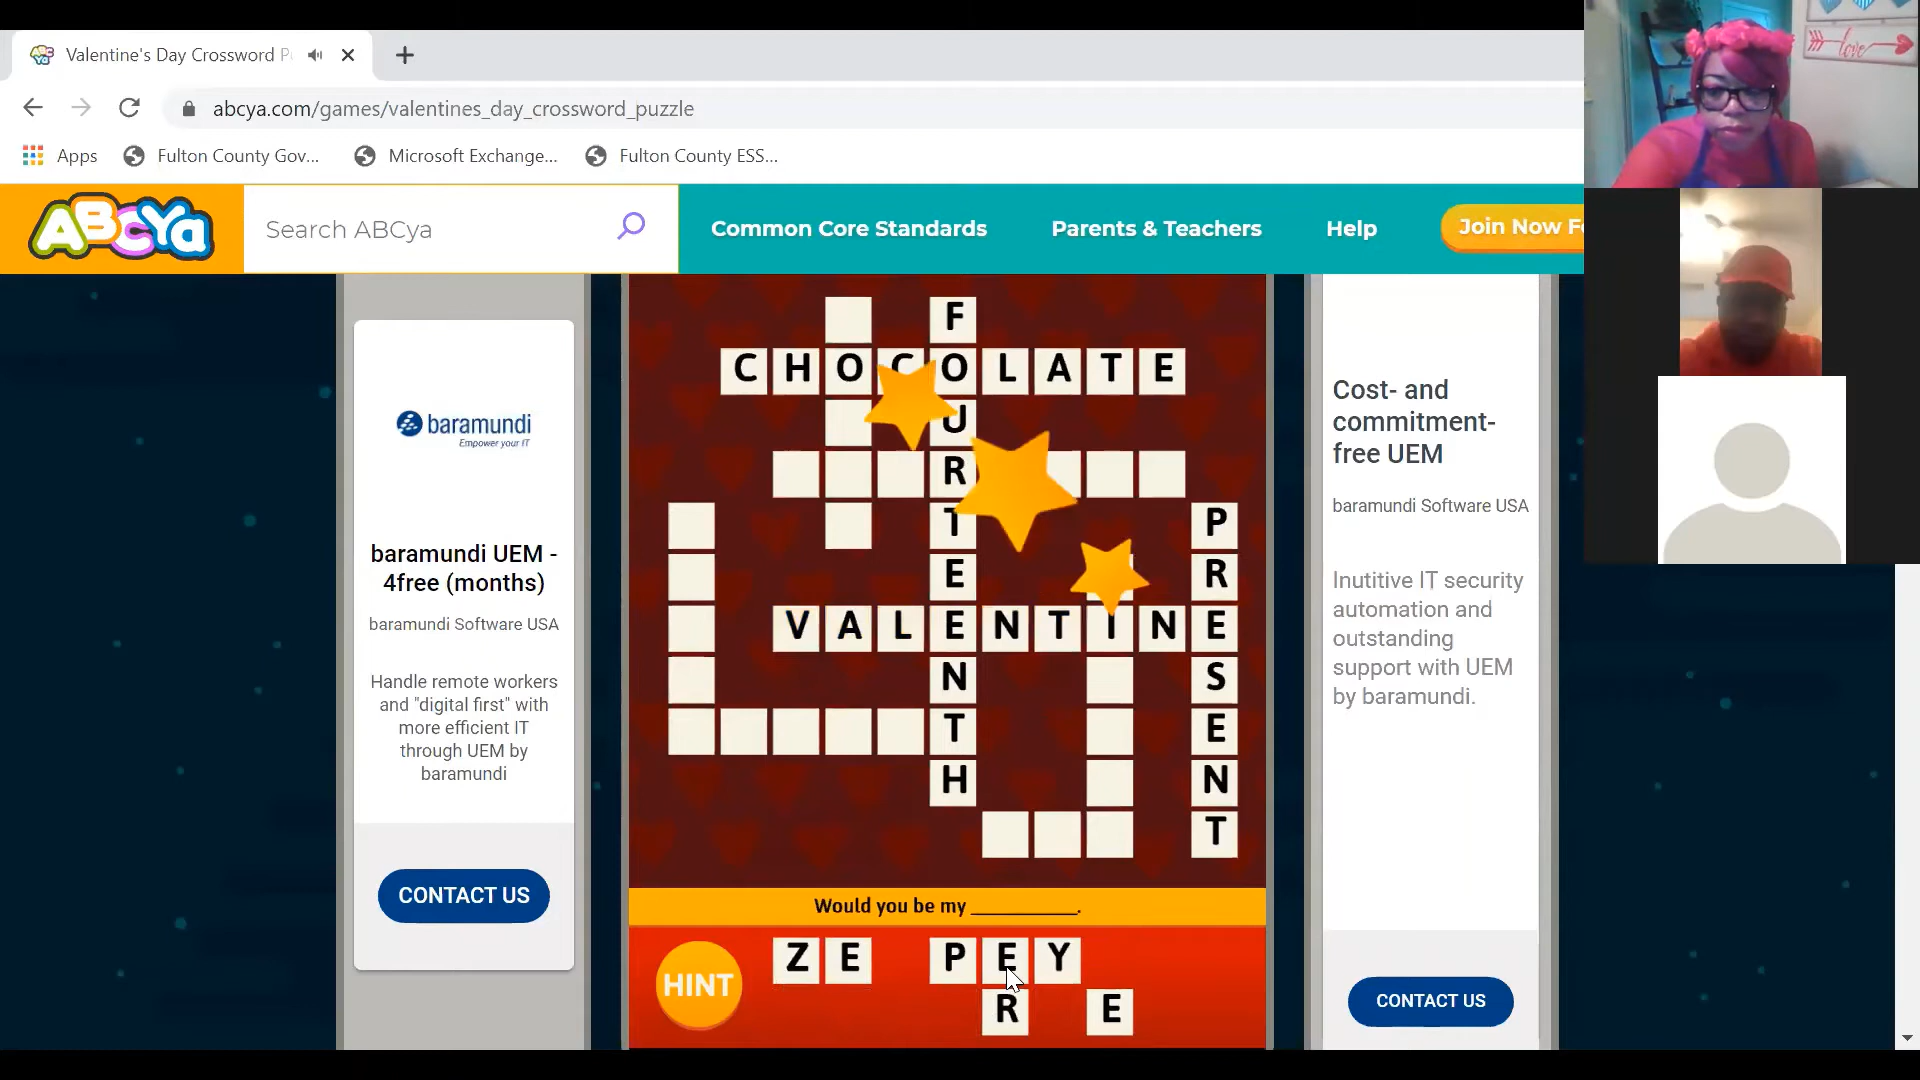 Valentine's Day Crossword P
abcya.com/games/valentines_day_crossword_puzzle
Apps
Fulton County Gov...
Microsoft Exchange...
Fulton County ESS...
ABCYa
Search ABCya
Common Core Standards
Parents & Teachers
Help
Join Now F
love
baramundi
Empower your IT
baramundi UEM -
4free (months)
baramundi Software USA
Handle remote workers
and "digital first" with
more efficient IT
through UEM by
baramundi
CONTACT US
F
CHOCOLATE
U
R
T P
E R
VALENTINE
N S
T E
H N
T
Would you be my __________.
HINT
Z E P E Y
R E
Cost- and
commitment-
free UEM
baramundi Software USA
Inutitive IT security
automation and
outstanding
support with UEM
by baramundi.
CONTACT US